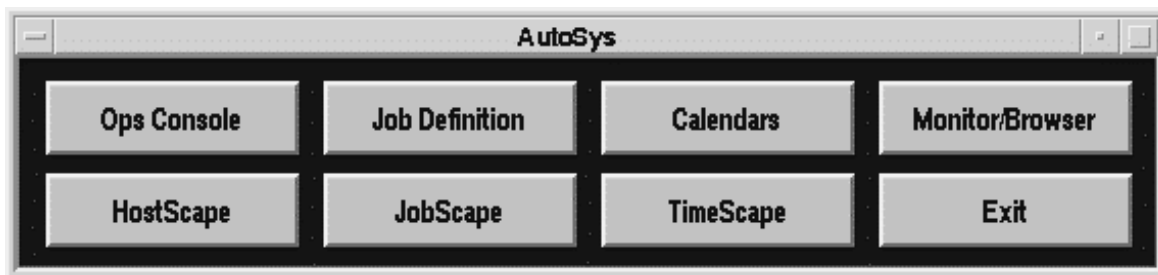 AutoSys
Ops Console Job Definition Calendars Monitor/Browser
HostScape JobScape TimeScape Exit